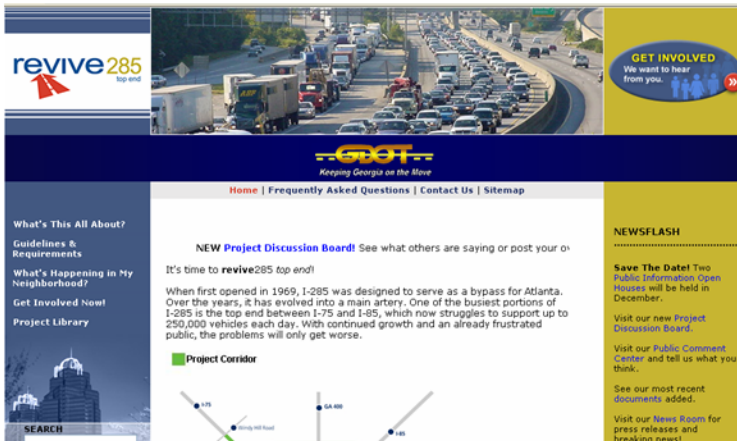 revive285
top end
GET INVOLVED
We want to hear
from you.
GDOT
Keeping Georgia on the Move
Home | Frequently Asked Questions | Contact Us | Sitemap
What's This All About?
Guidelines &
Requirements
What's Happening in My
Neighborhood?
Get Involved Now!
Project Library
SEARCH
NEW Project Discussion Board! See what others are saying or post your
It's time to revive285 top end!
When first opened in 1969, I-285 was designed to serve as a bypass for Atlanta.
Over the years, it has evolved into a main artery. One of the busiest portions of
I-285 is the top end between I-75 and I-85, which now struggles to support up to
250,000 vehicles each day. With continued growth and an already frustrated
public, the problems will only get worse.
Project Corridor
I-75
GA 400
Windy Hill Road
I-85
NEWSFLASH
Save The Date! Two
Public Information Open
Houses will be held in
December.
Visit our new Project
Discussion Board.
Visit our Public Comment
Center and tell us what you
think.
See our most recent
documents added.
Visit our News Room for
press releases and
breaking news!